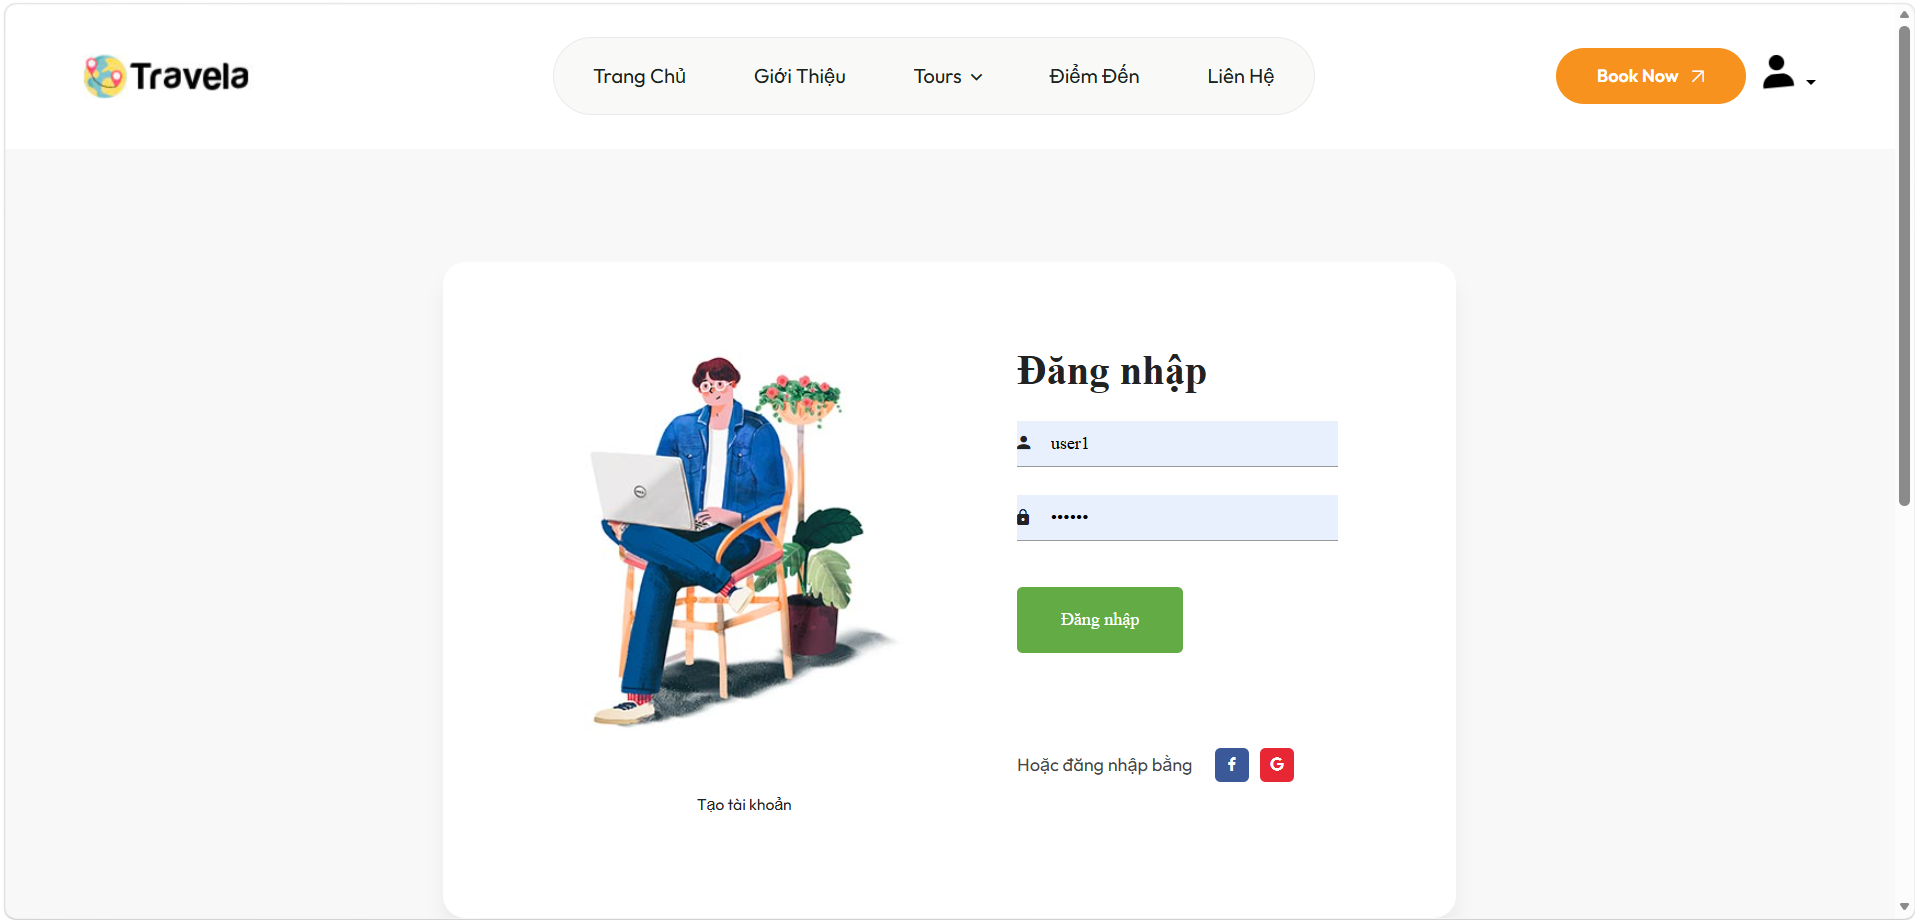 Travela
Trang Chủ Giới Thiệu Tours Điểm Đến Liên Hệ
Book Now
Đăng nhập
user1
••••••
Đăng nhập
Hoặc đăng nhập bằng
Tạo tài khoản